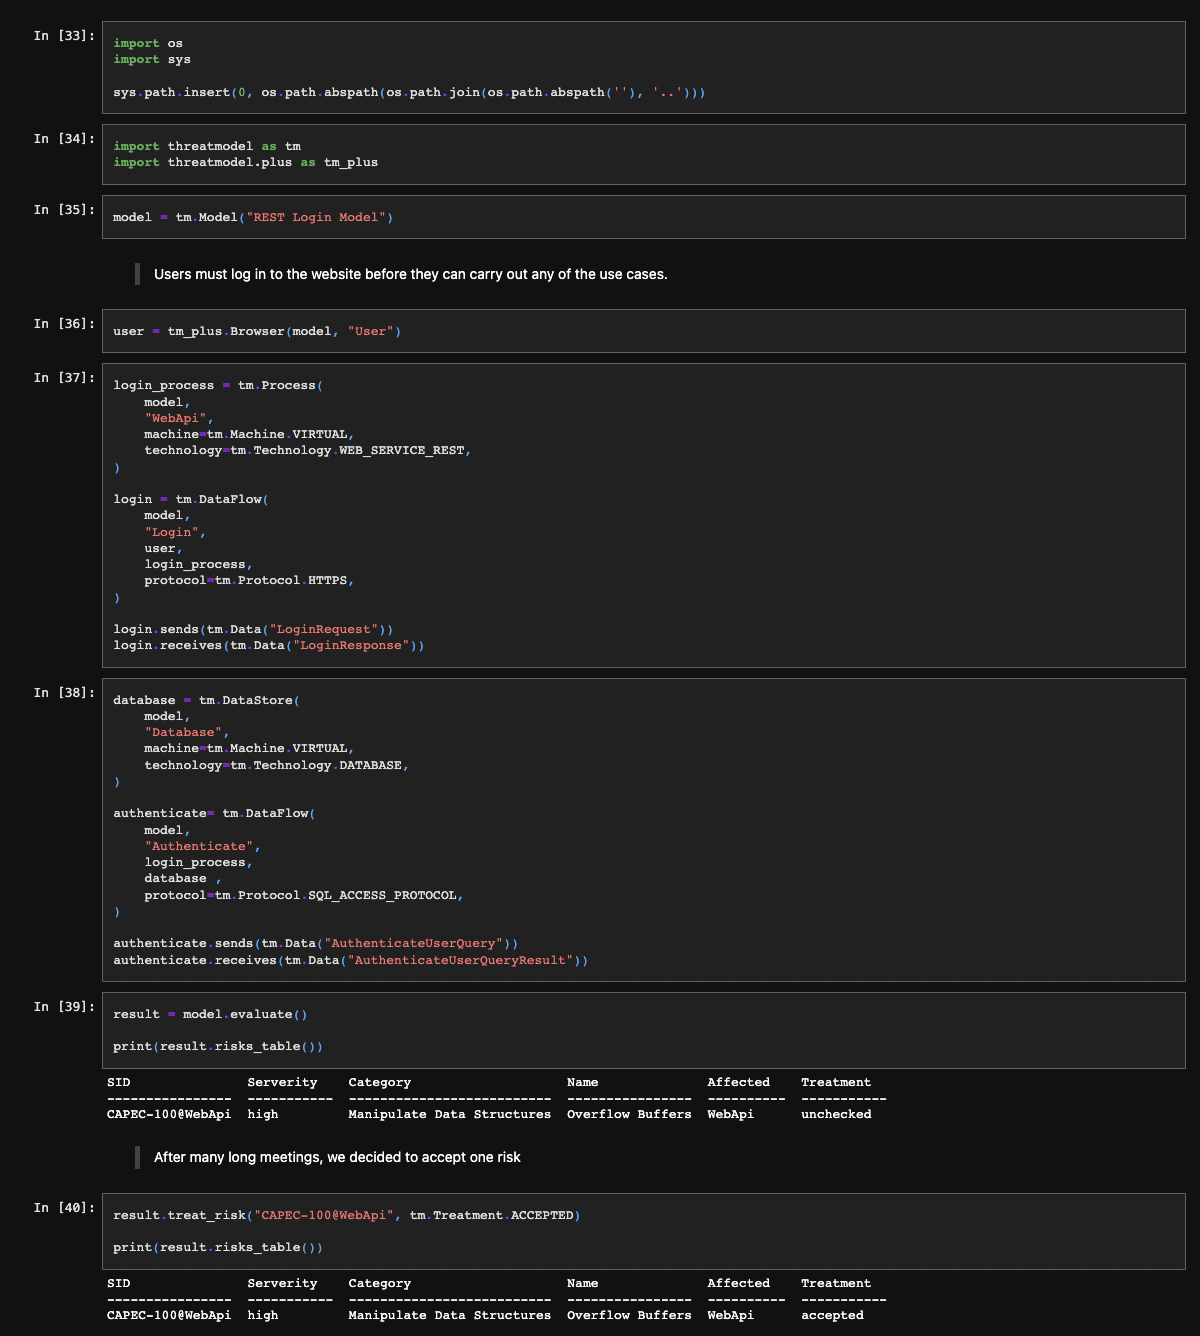 In [33]:
import os
import sys
sys.path.insert(0, os.path.abspath(os.path.join(os.path.abspath(''), '..')))
In [34]:
import threatmodel as tm
import threatmodel.plus as tm_plus
In [35]:
model = tm.Model("REST Login Model")
Users must log in to the website before they can carry out any of the use cases.
In [36]:
user = tm_plus.Browser(model, "User")
In [37]:
login_process = tm.Process(
    model,
    "WebApi",
    machine=tm.Machine.VIRTUAL,
    technology=tm.Technology.WEB_SERVICE_REST,
)
login = tm.DataFlow(
    model,
    "Login",
    user,
    login_process,
    protocol=tm.Protocol.HTTPS,
)
login.sends(tm.Data("LoginRequest"))
login.receives(tm.Data("LoginResponse"))
In [38]:
database = tm.DataStore(
    model,
    "Database",
    machine=tm.Machine.VIRTUAL,
    technology=tm.Technology.DATABASE,
)
authenticate= tm.DataFlow(
    model,
    "Authenticate",
    login_process,
    database ,
    protocol=tm.Protocol.SQL_ACCESS_PROTOCOL,
)
authenticate.sends(tm.Data("AuthenticateUserQuery"))
authenticate.receives(tm.Data("AuthenticateUserQueryResult"))
In [39]:
result = model.evaluate()
print(result.risks_table())
SID               Serverity    Category                    Name              Affected    Treatment
----------------  -----------  --------------------------  ----------------  ----------  -----------
CAPEC-100@WebApi  high         Manipulate Data Structures  Overflow Buffers  WebApi      unchecked
After many long meetings, we decided to accept one risk
In [40]:
result.treat_risk("CAPEC-100@WebApi", tm.Treatment.ACCEPTED)
print(result.risks_table())
SID               Serverity    Category                    Name              Affected    Treatment
----------------  -----------  --------------------------  ----------------  ----------  -----------
CAPEC-100@WebApi  high         Manipulate Data Structures  Overflow Buffers  WebApi      accepted